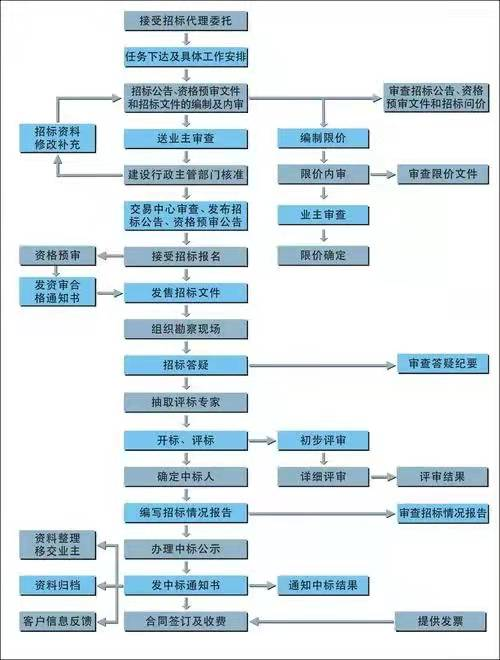 接受招标代理委托
任务下达及具体工作安排
招标公告、资格预审文件
和招标文件的编制及内审
审查招标公告、资格
预审文件和招标问价
招标资料
修改补充
送业主审查
编制限价
建设行政主管部门核准
限价内审
审查限价文件
交易中心审查、发布招
标公告、资格预审公告
业主审查
资格预审
接受招标报名
限价确定
发资审合
格通知书
发售招标文件
组织勘察现场
招标答疑
审查答疑纪要
抽取评标专家
开标、评标
初步评审
确定中标人
详细评审
评审结果
编写招标情况报告
审查招标情况报告
资料整理
移交业主
办理中标公示
资料归档
发中标通知书
通知中标结果
客户信息反馈
合同签订及收费
提供发票